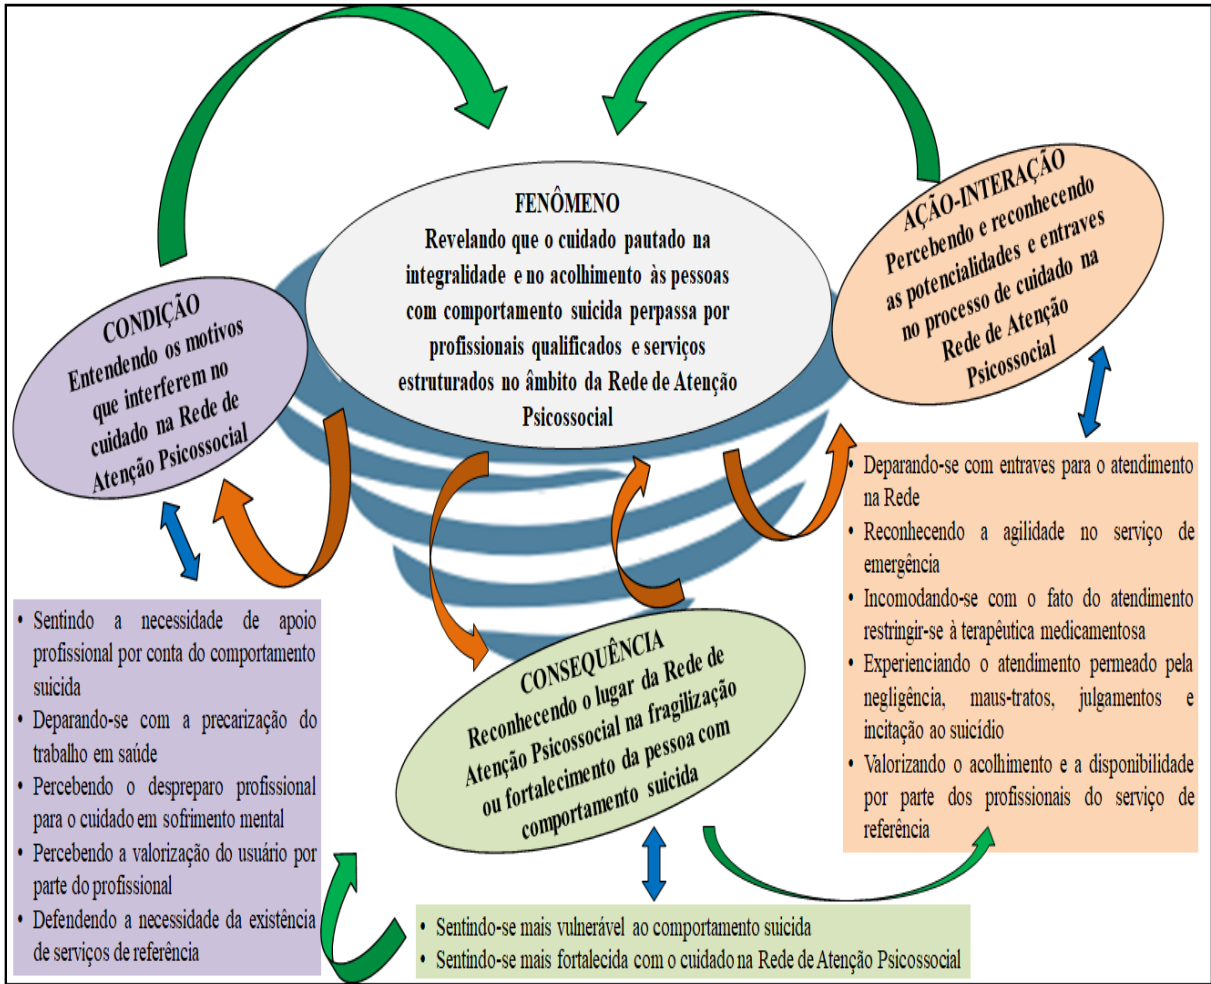 FENÔMENO
Revelando que o cuidado pautado na
integralidade e no acolhimento às pessoas
com comportamento suicida perpassa por
profissionais qualificados e serviços
estruturados no âmbito da Rede de Atenção
Psicossocial
AÇÃO-INTERAÇÃO
Percebendo e reconhecendo
as potencialidades e entraves
no processo de cuidado na
Rede de Atenção
Psicossocial
CONDIÇÃO
Entendendo os motivos
que interferem no
cuidado na Rede de
Atenção Psicossocial
• Deparando-se com entraves para o atendimento
na Rede
• Reconhecendo a agilidade no serviço de
emergência
• Incomodando-se com o fato do atendimento
restringir-se à terapêutica medicamentosa
• Experienciando o atendimento permeado pela
negligência, maus-tratos, julgamentos e
incitação ao suicídio
• Valorizando o acolhimento e a disponibilidade
por parte dos profissionais do serviço de
referência
• Sentindo a necessidade de apoio
profissional por conta do comportamento
suicida
• Deparando-se com a precarização do
trabalho em saúde
• Percebendo o despreparo profissional
para o cuidado em sofrimento mental
• Percebendo a valorização do usuário por
parte do profissional
• Defendendo a necessidade da existência
de serviços de referência
CONSEQUÊNCIA
Reconhecendo o lugar da Rede de
Atenção Psicossocial na fragilização
ou fortalecimento da pessoa com
comportamento suicida
• Sentindo-se mais vulnerável ao comportamento suicida
• Sentindo-se mais fortalecida com o cuidado na Rede de Atenção Psicossocial